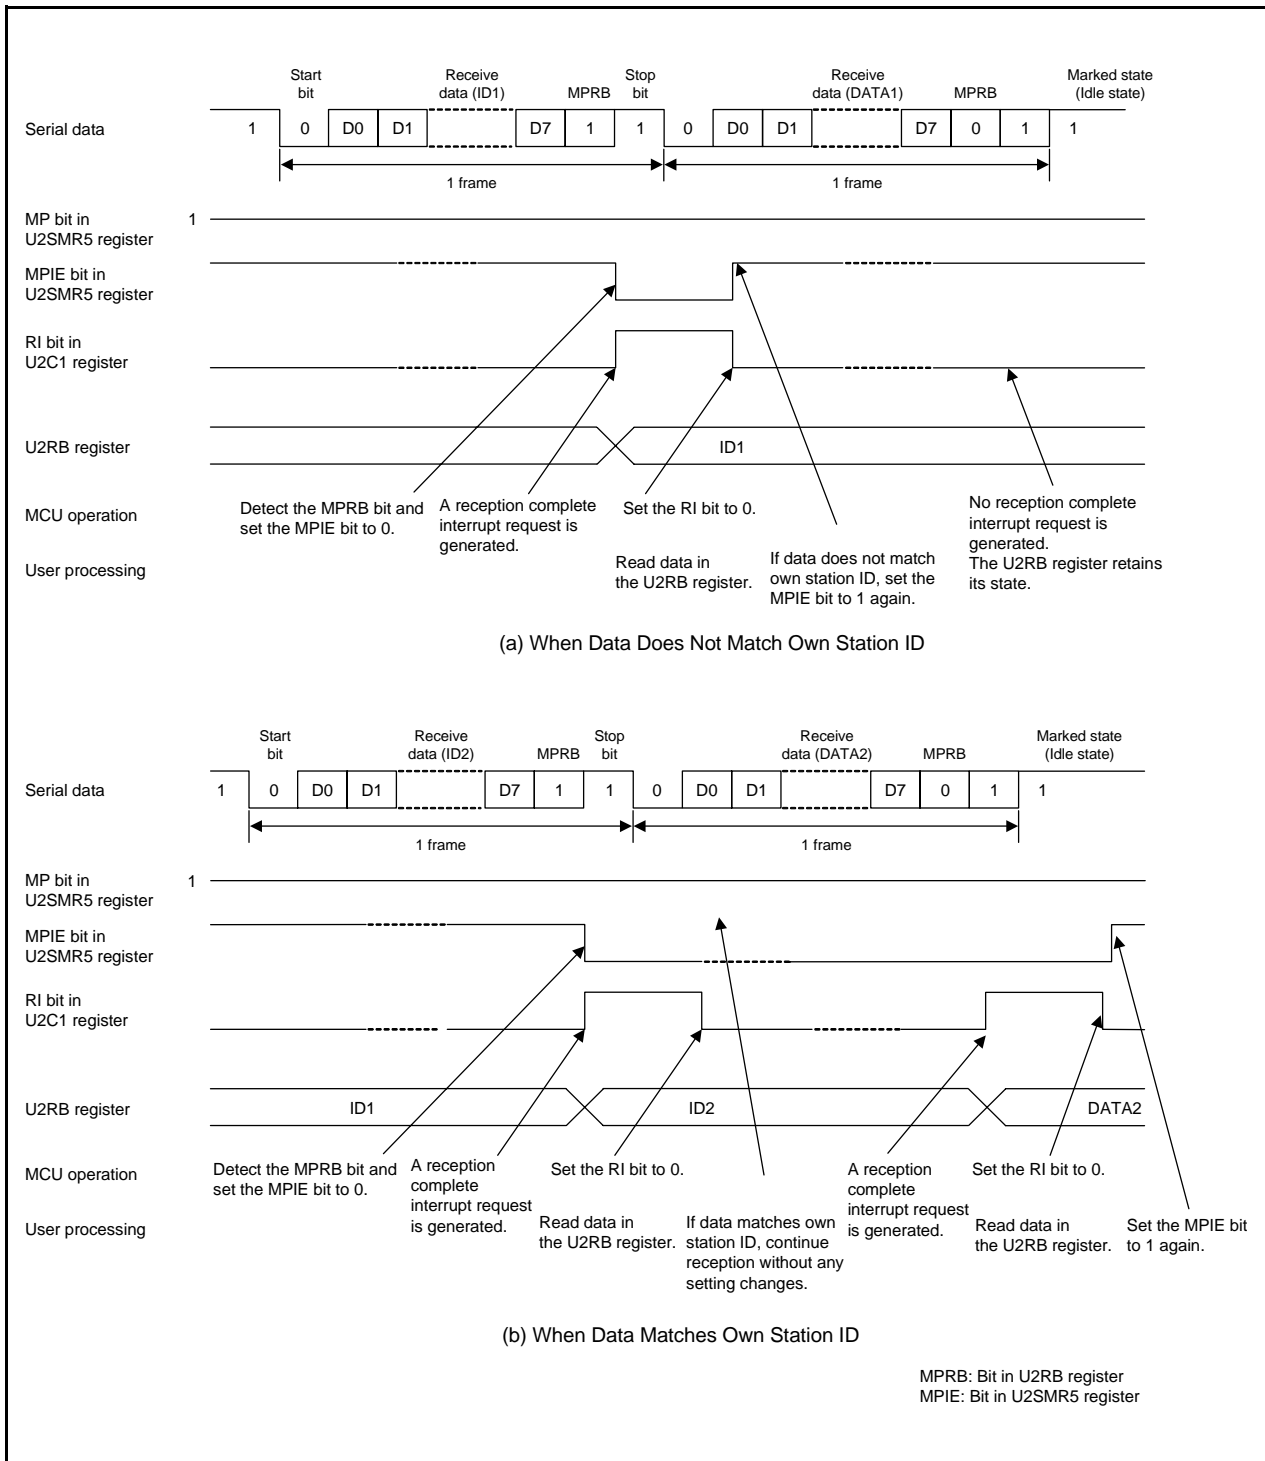 Start
bit
Receive
data (ID1)
MPRB
Stop
bit
Receive
data (DATA1)
MPRB
Marked state
(Idle state)
Serial data
1 0 D0 D1 D7 1 1 0 D0 D1 D7 0 1 1
1 frame
1 frame
MP bit in
U2SMR5 register
1
MPIE bit in
U2SMR5 register
RI bit in
U2C1 register
U2RB register
ID1
MCU operation
Detect the MPRB bit and
set the MPIE bit to 0.
A reception complete
interrupt request is
generated.
Set the RI bit to 0.
No reception complete
interrupt request is
generated.
The U2RB register retains
its state.
User processing
Read data in
the U2RB register.
If data does not match
own station ID, set the
MPIE bit to 1 again.
(a) When Data Does Not Match Own Station ID
Start
bit
Receive
data (ID2)
MPRB
Stop
bit
Receive
data (DATA2)
MPRB
Marked state
(Idle state)
Serial data
1 0 D0 D1 D7 1 1 0 D0 D1 D7 0 1 1
1 frame
1 frame
MP bit in
U2SMR5 register
1
MPIE bit in
U2SMR5 register
RI bit in
U2C1 register
U2RB register
ID1
ID2
DATA2
MCU operation
Detect the MPRB bit and
set the MPIE bit to 0.
A reception
complete
interrupt request
is generated.
Set the RI bit to 0.
A reception
complete
interrupt request
is generated.
Set the RI bit to 0.
User processing
Read data in
the U2RB register.
If data matches own
station ID, continue
reception without any
setting changes.
Read data in
the U2RB register.
Set the MPIE bit
to 1 again.
(b) When Data Matches Own Station ID
MPRB: Bit in U2RB register
MPIE: Bit in U2SMR5 register